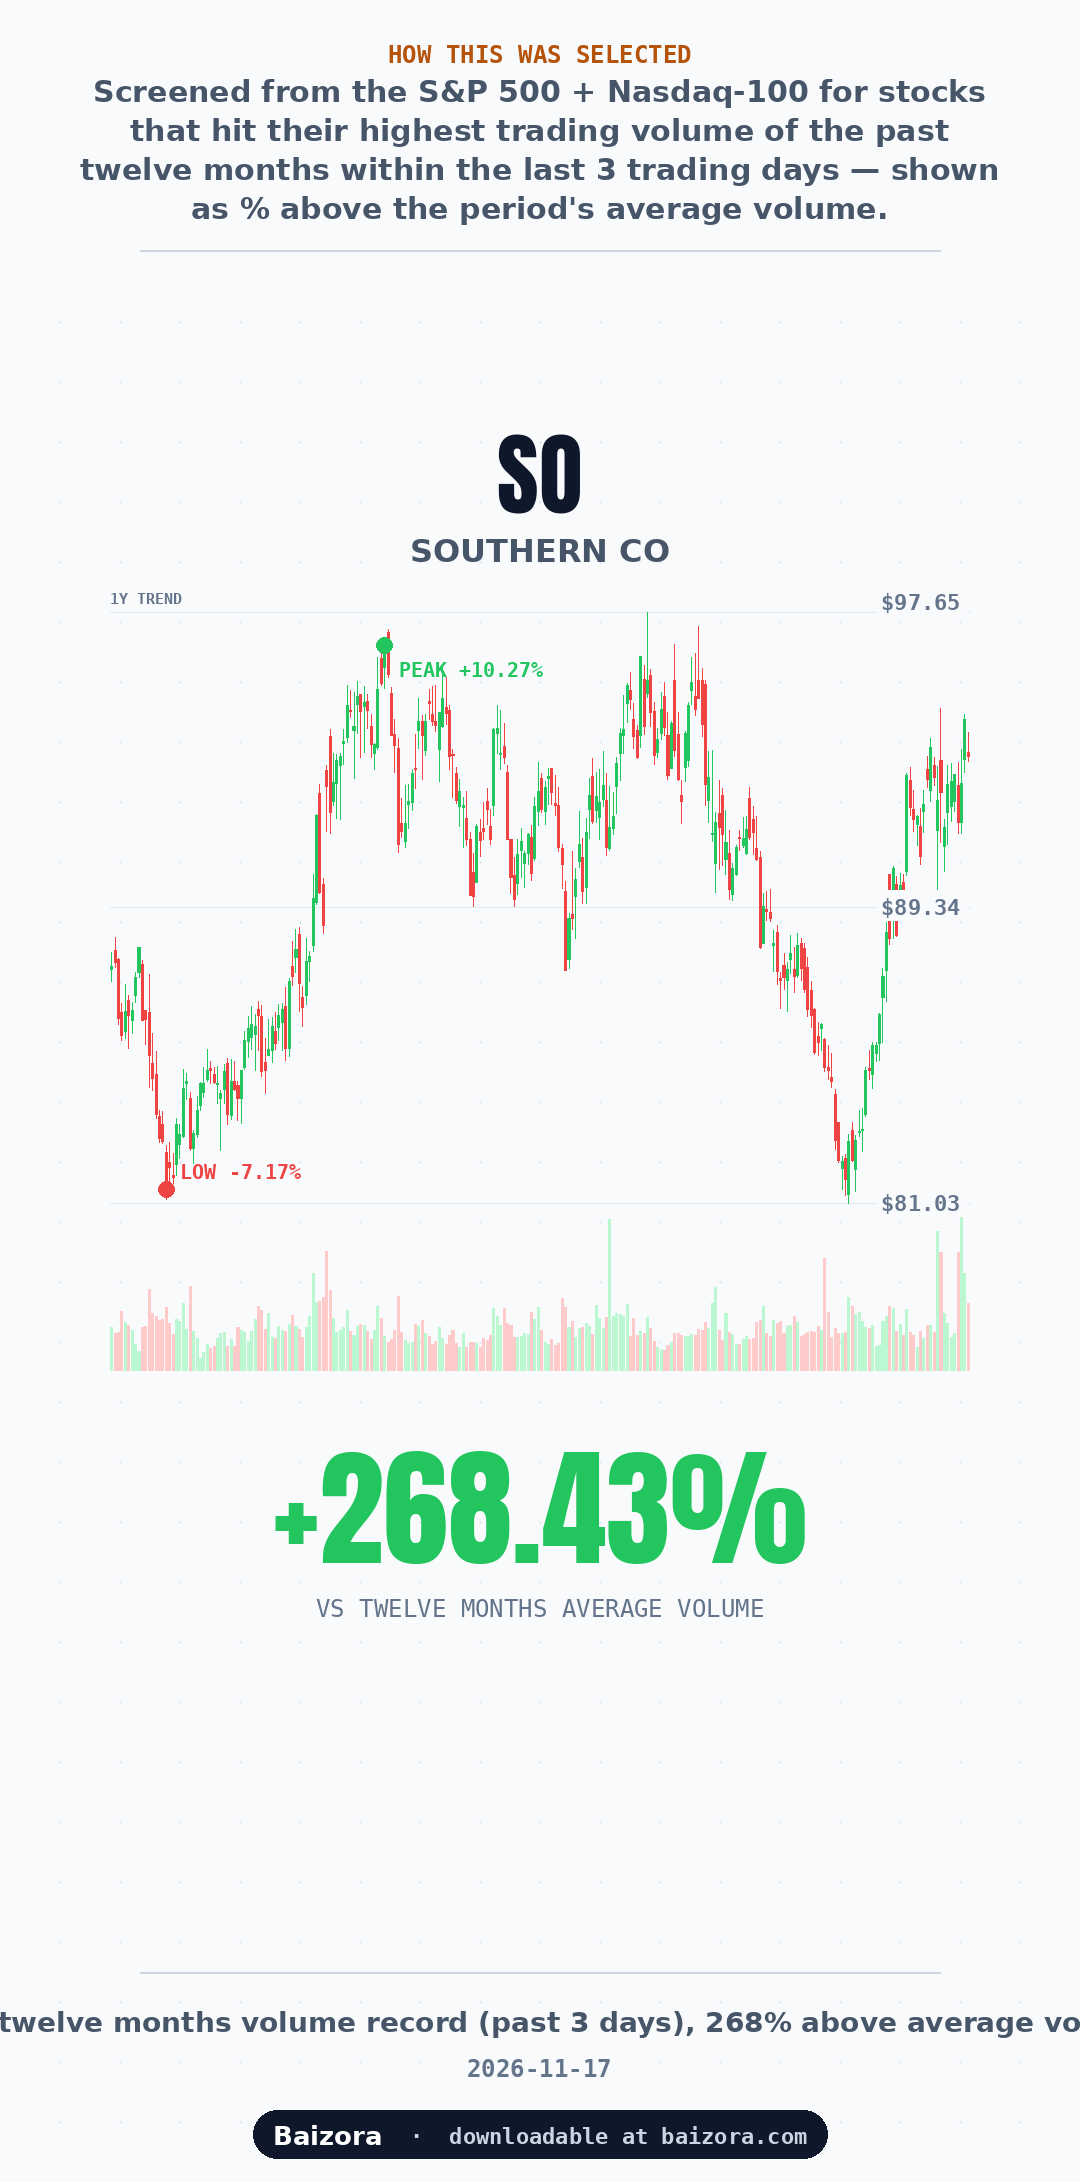 HOW THIS WAS SELECTED
Screened from the S&P 500 + Nasdaq-100 for stocks
that hit their highest trading volume of the past
twelve months within the last 3 trading days — shown
as % above the period's average volume.
SO
SOUTHERN CO
1Y TREND
$97.65
PEAK +10.27%
$89.34
LOW -7.17%
$81.03
+268.43%
VS TWELVE MONTHS AVERAGE VOLUME
twelve months volume record (past 3 days), 268% above average vo
2026-11-17
Baizora · downloadable at baizora.com